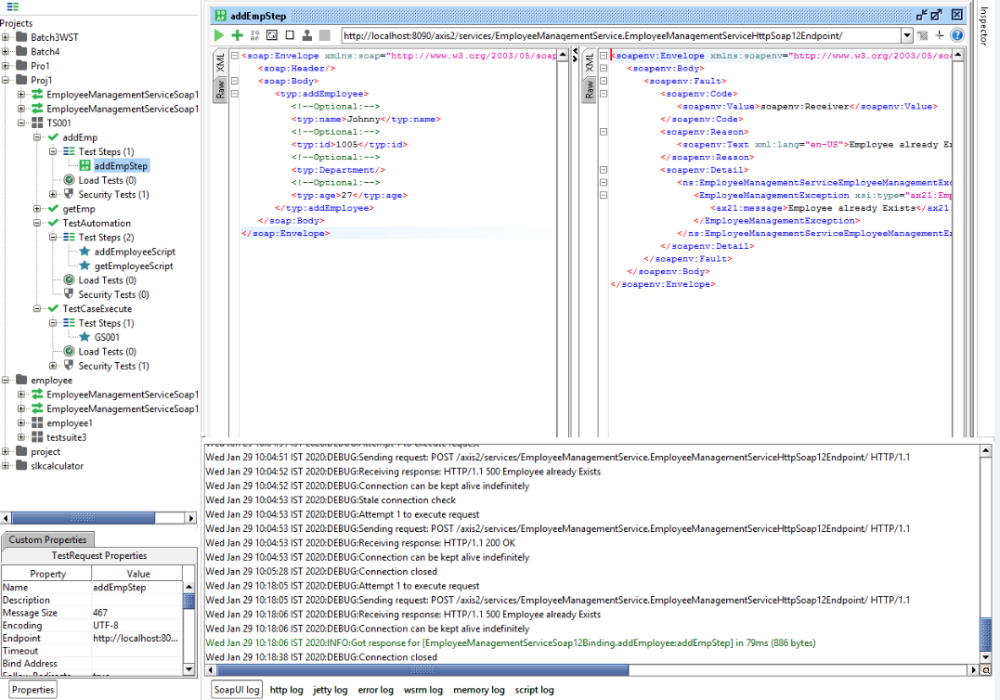 Projects
Batch3WST
Batch4
Pro1
Proj1
EmployeeManagementServiceSoap1
EmployeeManagementServiceSoap1
TS001
addEmp
Test Steps (1)
addEmpStep
Load Tests (0)
Security Tests (1)
getEmp
TestAutomation
Test Steps (2)
addEmployeeScript
getEmployeeScript
Load Tests (0)
Security Tests (0)
TestCaseExecute
Test Steps (1)
GS001
Load Tests (0)
Security Tests (1)
employee
EmployeeManagementServiceSoap1
EmployeeManagementServiceSoap1
employee1
testsuite3
project
slkcalculator
Custom Properties
TestRequest Properties
Property Value
Name addEmpStep
Description
Message Size 467
Encoding UTF-8
Endpoint http://localhost:80...
Timeout
Bind Address
Follow Redirects true
Properties
addEmpStep
http://localhost:8090/axis2/services/EmployeeManagementService.EmployeeManagementServiceHttpSoap12Endpoint/
XML
Raw
<soap:Envelope xmlns:soap="http://www.w3.org/2003/05/soap
<soap:Header/>
<soap:Body>
<typ:addEmployee>
<!--Optional:-->
<typ:name>Johnny</typ:name>
<!--Optional:-->
<typ:id>1005</typ:id>
<!--Optional:-->
<typ:Department/>
<!--Optional:-->
<typ:age>27</typ:age>
</typ:addEmployee>
</soap:Body>
</soap:Envelope>
XML
Raw
<soapenv:Envelope xmlns:soapenv="http://www.w3.org/2003/05/so
<soapenv:Body>
<soapenv:Fault>
<soapenv:Code>
<soapenv:Value>soapenv:Receiver</soapenv:Value>
</soapenv:Code>
<soapenv:Reason>
<soapenv:Text xml:lang="en-US">Employee already Ex
</soapenv:Reason>
<soapenv:Detail>
<ns:EmployeeManagementServiceEmployeeManagementExc
<EmployeeManagementException xsi:type="ax21:Emp
<ax21:message>Employee already Exists</ax21:
</EmployeeManagementException>
</ns:EmployeeManagementServiceEmployeeManagementEx
</soapenv:Detail>
</soapenv:Fault>
</soapenv:Body>
</soapenv:Envelope>
Inspector
Wed Jan 29 10:04:51 IST 2020:DEBUG:Attempt 1 to execute request
Wed Jan 29 10:04:51 IST 2020:DEBUG:Sending request: POST /axis2/services/EmployeeManagementService.EmployeeManagementServiceHttpSoap12Endpoint/ HTTP/1.1
Wed Jan 29 10:04:52 IST 2020:DEBUG:Receiving response: HTTP/1.1 500 Employee already Exists
Wed Jan 29 10:04:52 IST 2020:DEBUG:Connection can be kept alive indefinitely
Wed Jan 29 10:04:53 IST 2020:DEBUG:Stale connection check
Wed Jan 29 10:04:53 IST 2020:DEBUG:Attempt 1 to execute request
Wed Jan 29 10:04:53 IST 2020:DEBUG:Sending request: POST /axis2/services/EmployeeManagementService.EmployeeManagementServiceHttpSoap12Endpoint/ HTTP/1.1
Wed Jan 29 10:04:53 IST 2020:DEBUG:Receiving response: HTTP/1.1 200 OK
Wed Jan 29 10:04:53 IST 2020:DEBUG:Connection can be kept alive indefinitely
Wed Jan 29 10:05:28 IST 2020:DEBUG:Connection closed
Wed Jan 29 10:18:05 IST 2020:DEBUG:Attempt 1 to execute request
Wed Jan 29 10:18:05 IST 2020:DEBUG:Sending request: POST /axis2/services/EmployeeManagementService.EmployeeManagementServiceHttpSoap12Endpoint/ HTTP/1.1
Wed Jan 29 10:18:06 IST 2020:DEBUG:Receiving response: HTTP/1.1 500 Employee already Exists
Wed Jan 29 10:18:06 IST 2020:DEBUG:Connection can be kept alive indefinitely
Wed Jan 29 10:18:06 IST 2020:INFO:Got response for [EmployeeManagementServiceSoap12Binding.addEmployee:addEmpStep] in 79ms (886 bytes)
Wed Jan 29 10:18:38 IST 2020:DEBUG:Connection closed
SoapUI log http log jetty log error log wsrm log memory log script log